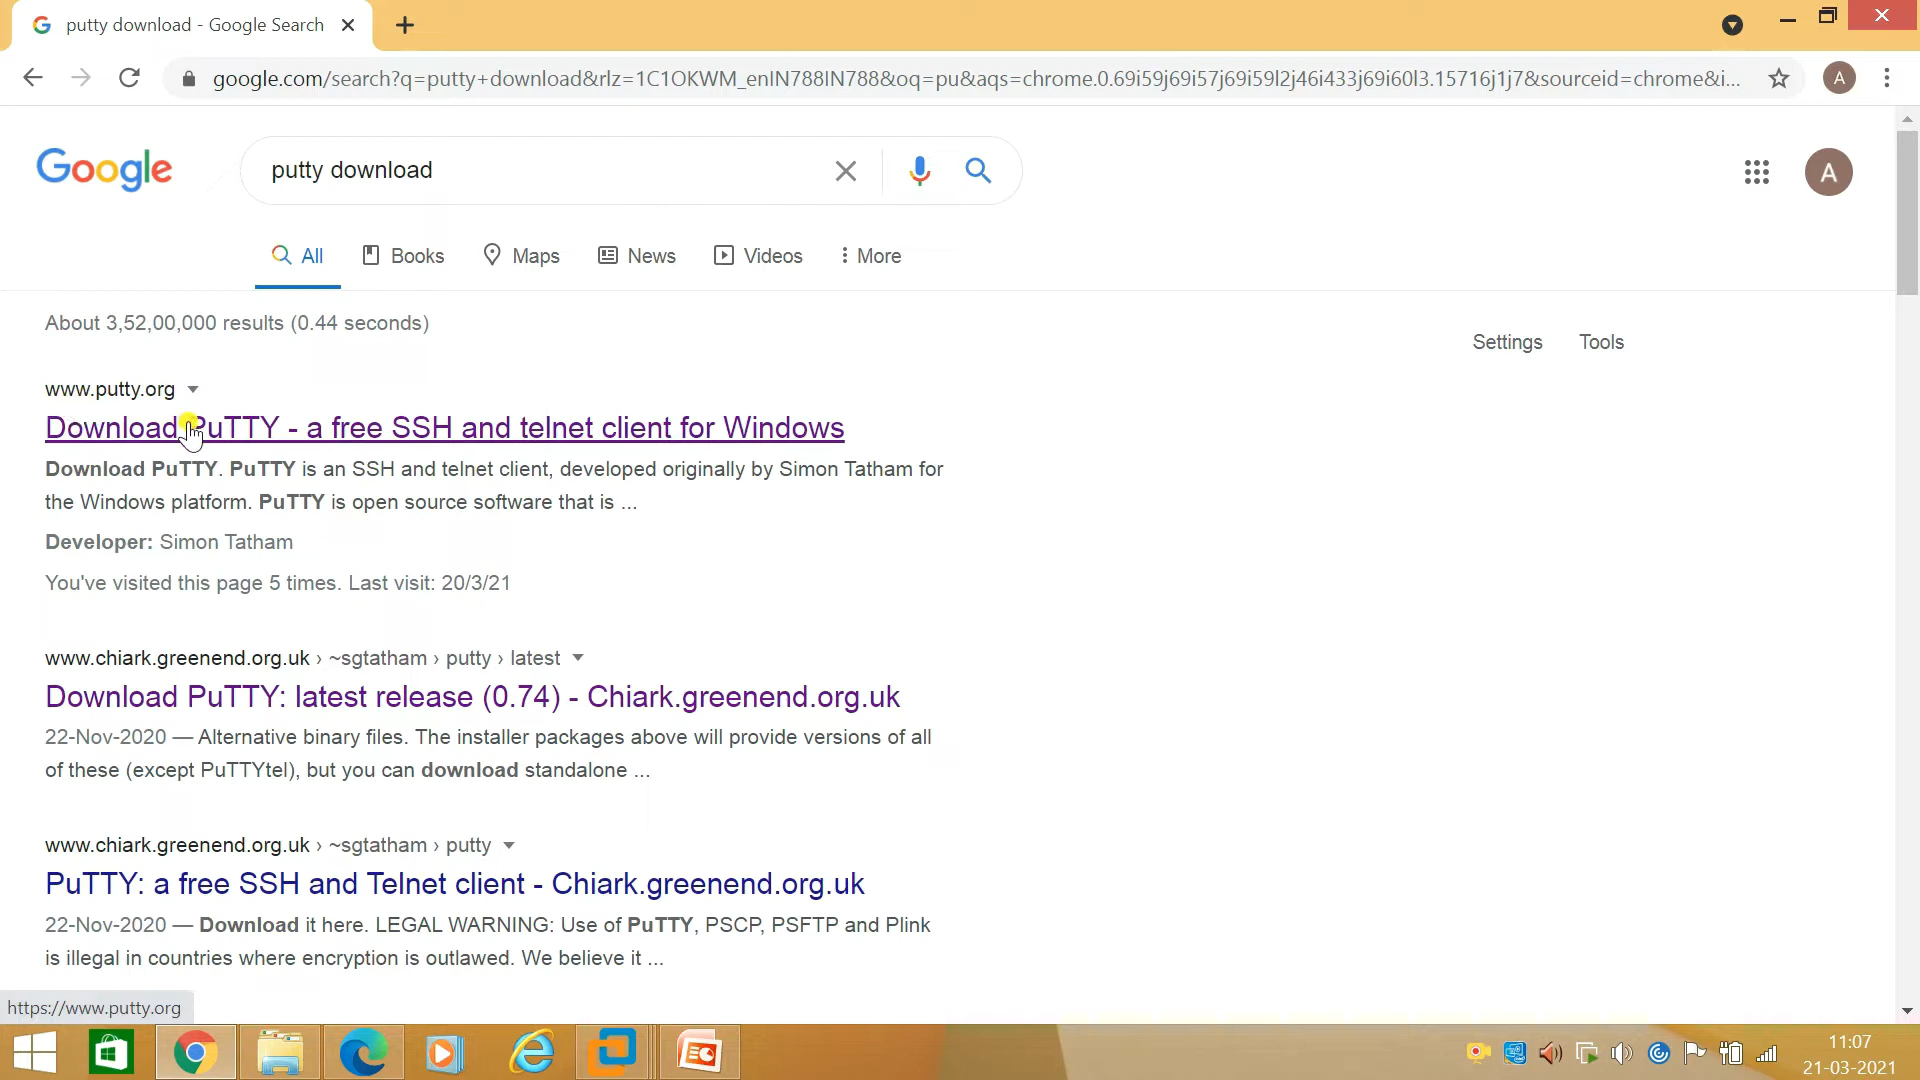 putty download - Google Search
google.com/search?q=putty+download&rlz=1C1OKWM_enIN788IN788&oq=pu&aqs=chrome.0.69i59j69i57j69i59l2j46i433j69i60l3.15716j1j7&sourceid=chrome&i...
A
Google
putty download
A
All
Books
Maps
News
Videos
More
About 3,52,00,000 results (0.44 seconds)
Settings
Tools
www.putty.org
Download PuTTY - a free SSH and telnet client for Windows
Download PuTTY. PuTTY is an SSH and telnet client, developed originally by Simon Tatham for
the Windows platform. PuTTY is open source software that is ...
Developer: Simon Tatham
You've visited this page 5 times. Last visit: 20/3/21
www.chiark.greenend.org.uk › ~sgtatham › putty › latest
Download PuTTY: latest release (0.74) - Chiark.greenend.org.uk
22-Nov-2020 — Alternative binary files. The installer packages above will provide versions of all
of these (except PuTTYtel), but you can download standalone ...
www.chiark.greenend.org.uk › ~sgtatham › putty
PuTTY: a free SSH and Telnet client - Chiark.greenend.org.uk
22-Nov-2020 — Download it here. LEGAL WARNING: Use of PuTTY, PSCP, PSFTP and Plink
is illegal in countries where encryption is outlawed. We believe it ...
https://www.putty.org
11:07
21-03-2021